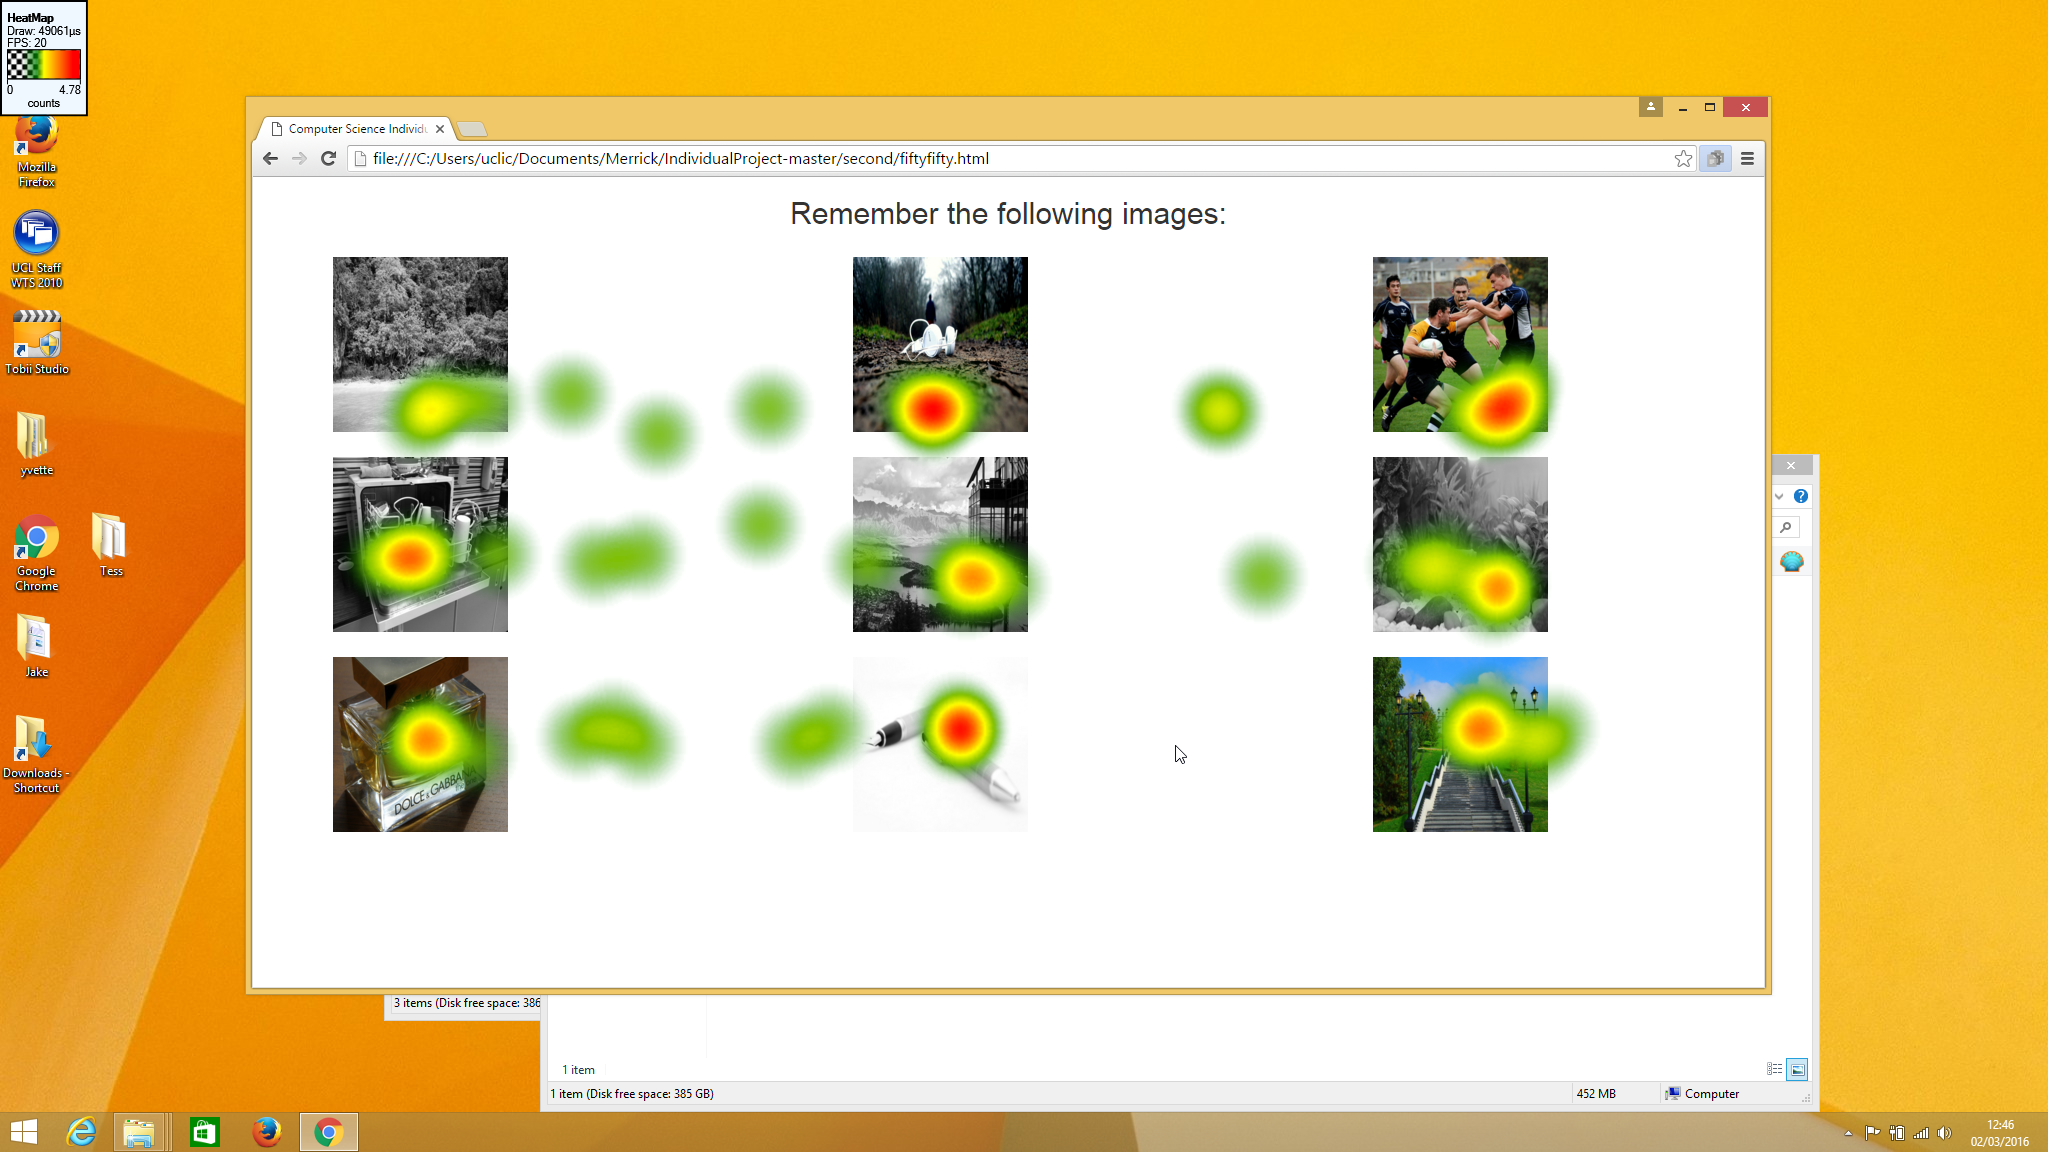 HeatMap
Draw: 49061µs
FPS: 20
0 4.78
counts
Mozilla
Firefox
UCL Staff
WTS 2010
Tobii Studio
yvette
Google
Chrome
Tess
Jake
Downloads -
Shortcut
Computer Science Individ
file:///C:/Users/uclic/Documents/Merrick/IndividualProject-master/second/fiftyfifty.html
Remember the following images:
DOLCE & GABBANA
3 items (Disk free space: 386
1 item
1 item (Disk free space: 385 GB)
452 MB
Computer
12:46
02/03/2016